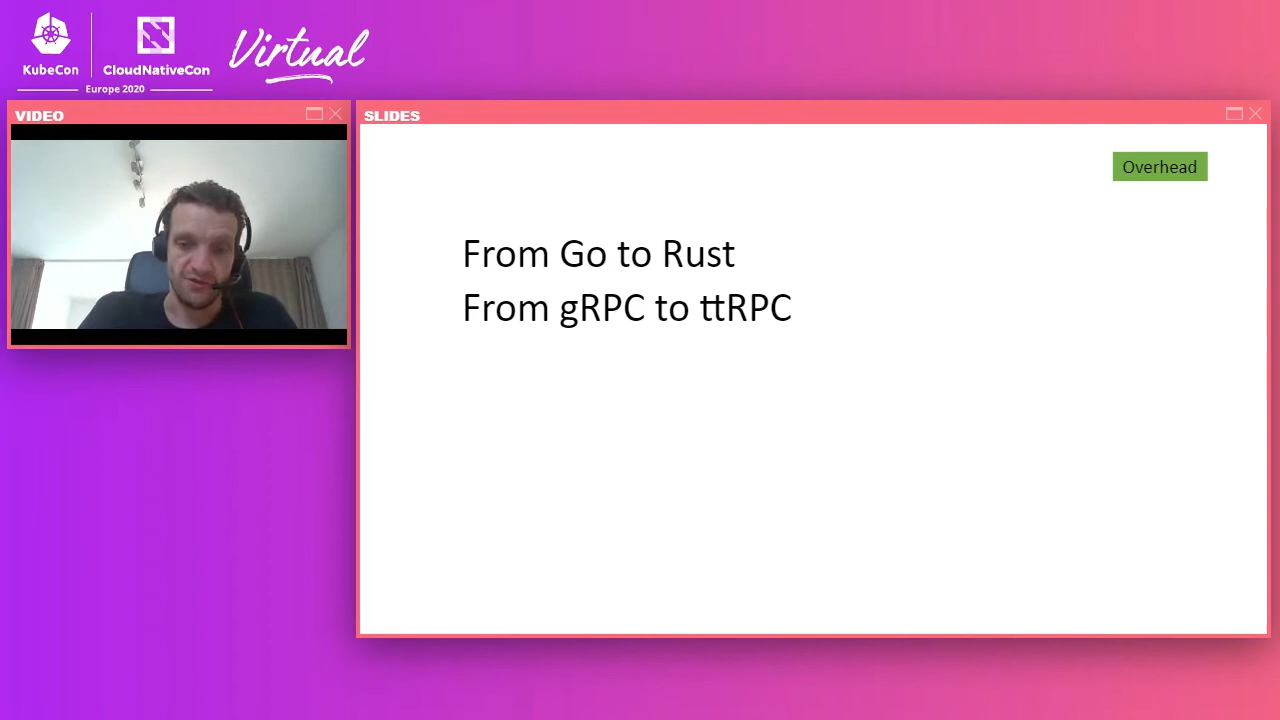 KubeCon
CloudNativeCon
Europe 2020
Virtual
VIDEO
SLIDES
Overhead
From Go to Rust
From gRPC to ttRPC